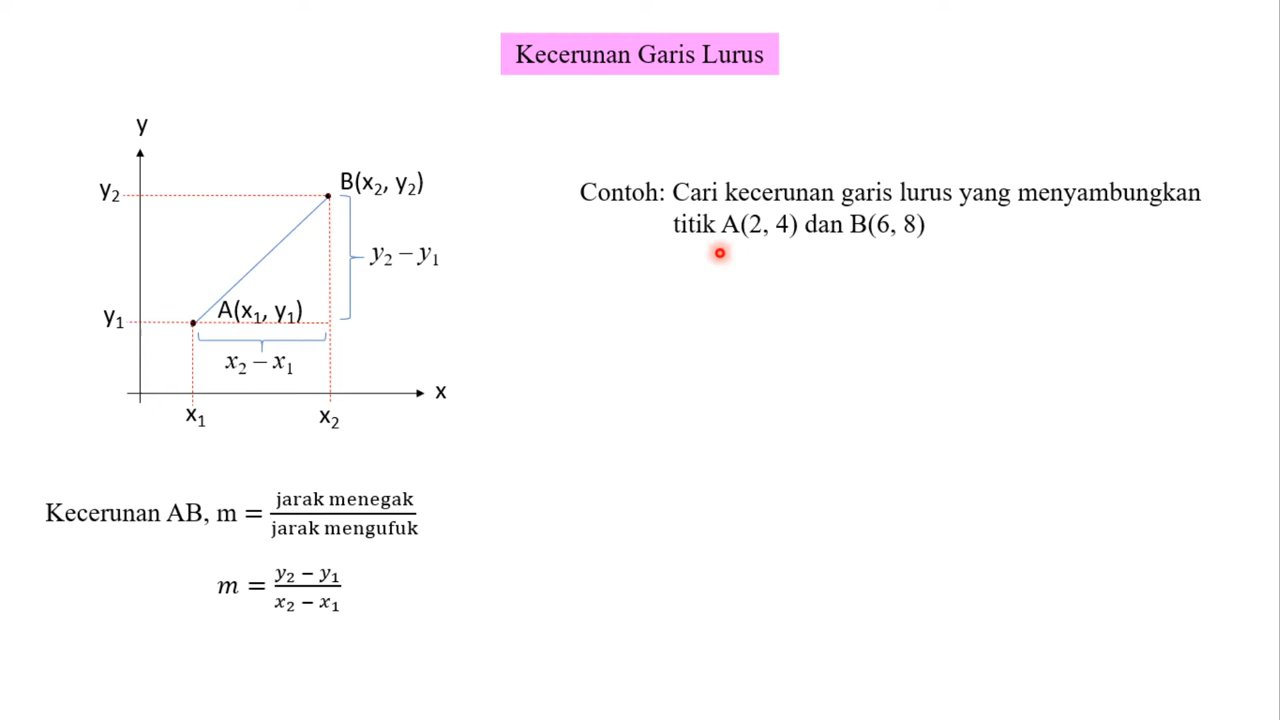 Kecerunan Garis Lurus
y
y₂
B(x₂, y₂)
y₂ − y₁
y₁
A(x₁, y₁)
x₂ − x₁
x
x₁
x₂
Contoh: Cari kecerunan garis lurus yang menyambungkan
titik A(2, 4) dan B(6, 8)
Kecerunan AB, m = jarak menegak / jarak mengufuk
m = y₂ − y₁ / x₂ − x₁